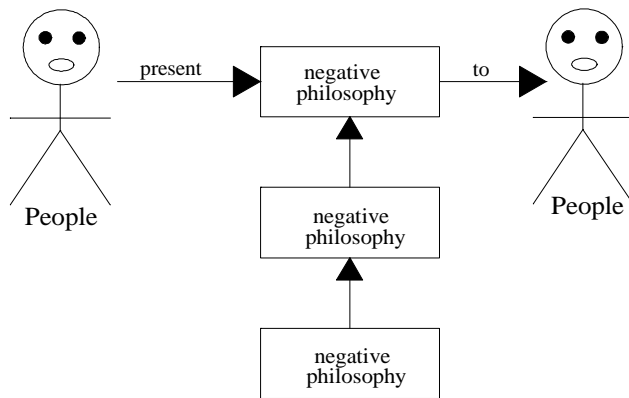 present
negative
philosophy
to
People
People
negative
philosophy
negative
philosophy